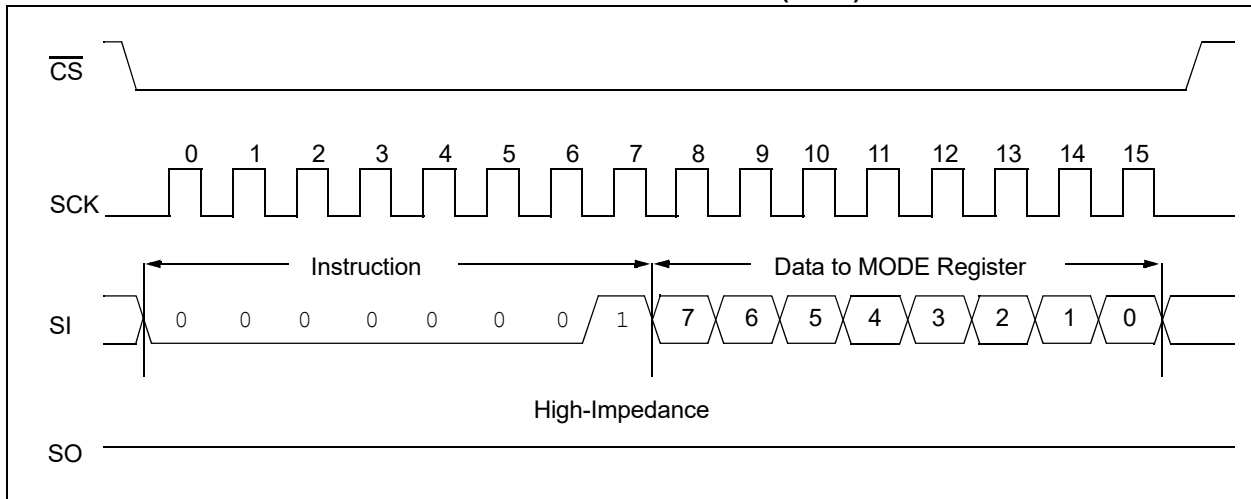 CS
0 1 2 3 4 5 6 7 8 9 10 11 12 13 14 15
SCK
Instruction Data to MODE Register
SI 0 0 0 0 0 0 0 1 7 6 5 4 3 2 1 0
High-Impedance
SO